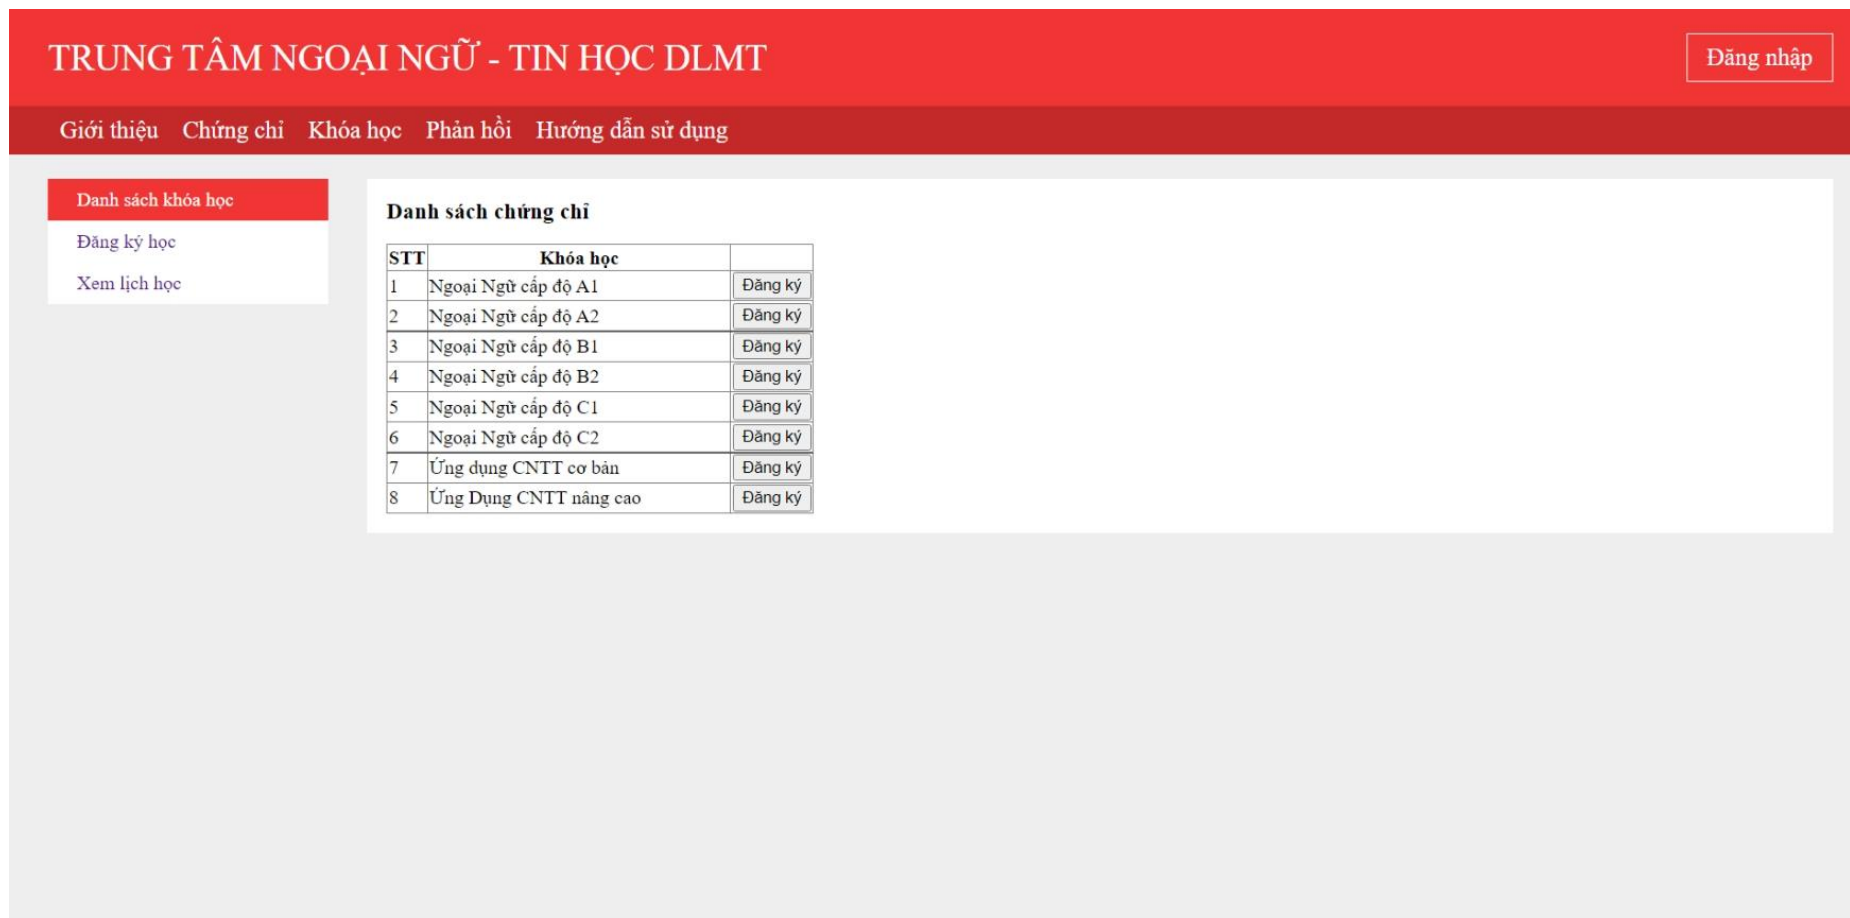 TRUNG TÂM NGOẠI NGỮ - TIN HỌC DLMT
Đăng nhập
Giới thiệu Chứng chỉ Khóa học Phản hồi Hướng dẫn sử dụng
Danh sách khóa học
Đăng ký học
Xem lịch học
Danh sách chứng chỉ
STT Khóa học
1 Ngoại Ngữ cấp độ A1 Đăng ký
2 Ngoại Ngữ cấp độ A2 Đăng ký
3 Ngoại Ngữ cấp độ B1 Đăng ký
4 Ngoại Ngữ cấp độ B2 Đăng ký
5 Ngoại Ngữ cấp độ C1 Đăng ký
6 Ngoại Ngữ cấp độ C2 Đăng ký
7 Ứng dụng CNTT cơ bản Đăng ký
8 Ứng Dụng CNTT nâng cao Đăng ký